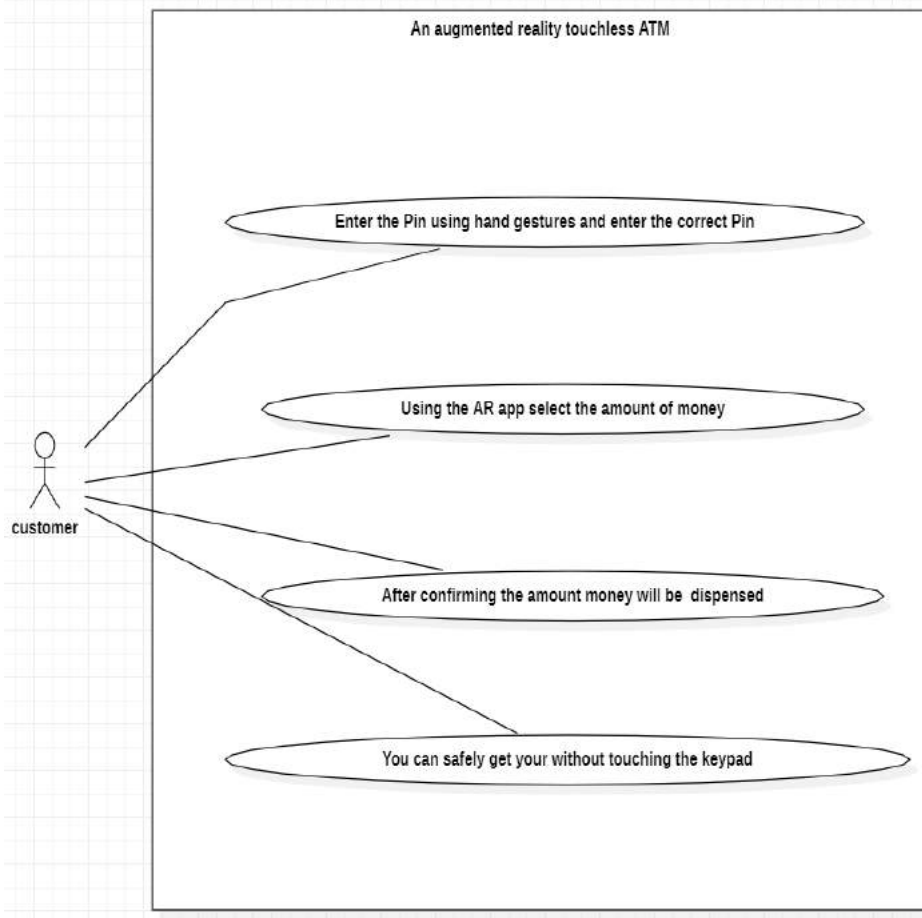 An augmented reality touchless ATM
Enter the Pin using hand gestures and enter the correct Pin
Using the AR app select the amount of money
customer
After confirming the amount money will be dispensed
You can safely get your without touching the keypad